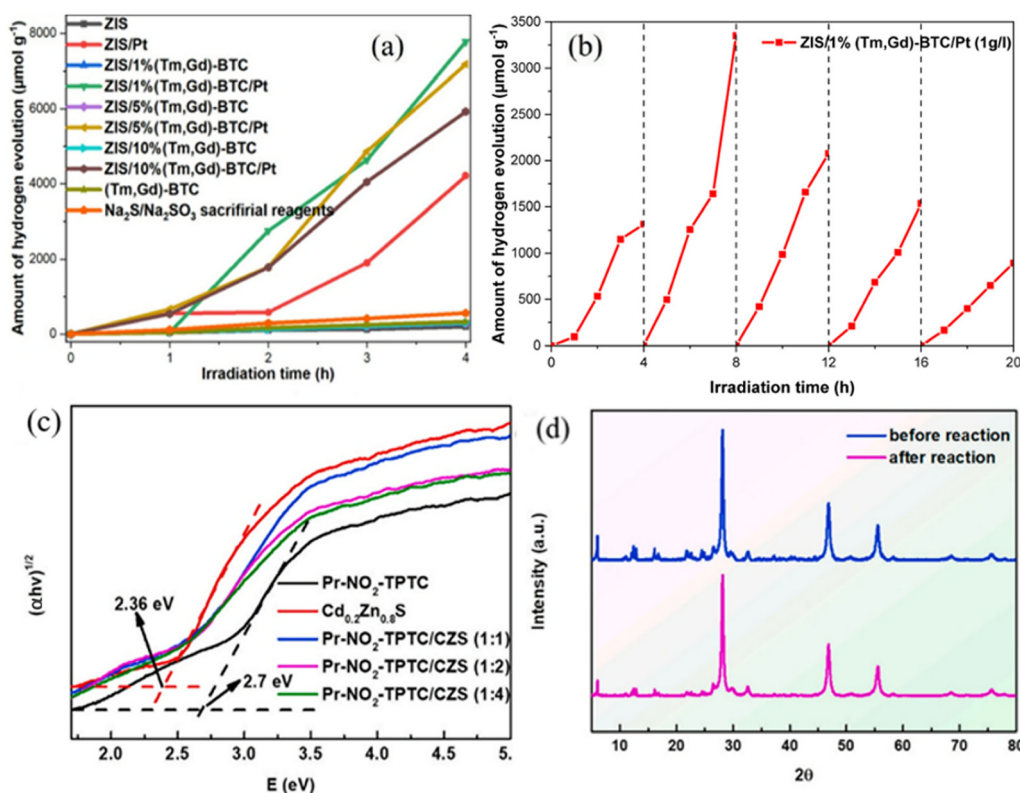 (a)
ZIS
ZIS/Pt
ZIS/1%(Tm,Gd)-BTC
ZIS/1%(Tm,Gd)-BTC/Pt
ZIS/5%(Tm,Gd)-BTC
ZIS/5%(Tm,Gd)-BTC/Pt
ZIS/10%(Tm,Gd)-BTC
ZIS/10%(Tm,Gd)-BTC/Pt
(Tm,Gd)-BTC
Na₂S/Na₂SO₃ sacrifirial reagents
Amount of hydrogen evolution (μmol g⁻¹)
8000
6000
4000
2000
0
0 1 2 3 4
Irradiation time (h)
(b)
ZIS/1% (Tm,Gd)-BTC/Pt (1g/l)
Amount of hydrogen evolution (μmol g⁻¹)
3500
3000
2500
2000
1500
1000
500
0
0 4 8 12 16 20
Irradiation time (h)
(c)
(αhv)¹/²
2.36 eV
2.7 eV
Pr-NO₂-TPTC
Cd₀.₂Zn₀.₈S
Pr-NO₂-TPTC/CZS (1:1)
Pr-NO₂-TPTC/CZS (1:2)
Pr-NO₂-TPTC/CZS (1:4)
2.0 2.5 3.0 3.5 4.0 4.5 5.
E (eV)
(d)
before reaction
after reaction
Intensity (a.u.)
10 20 30 40 50 60 70 80
2θ